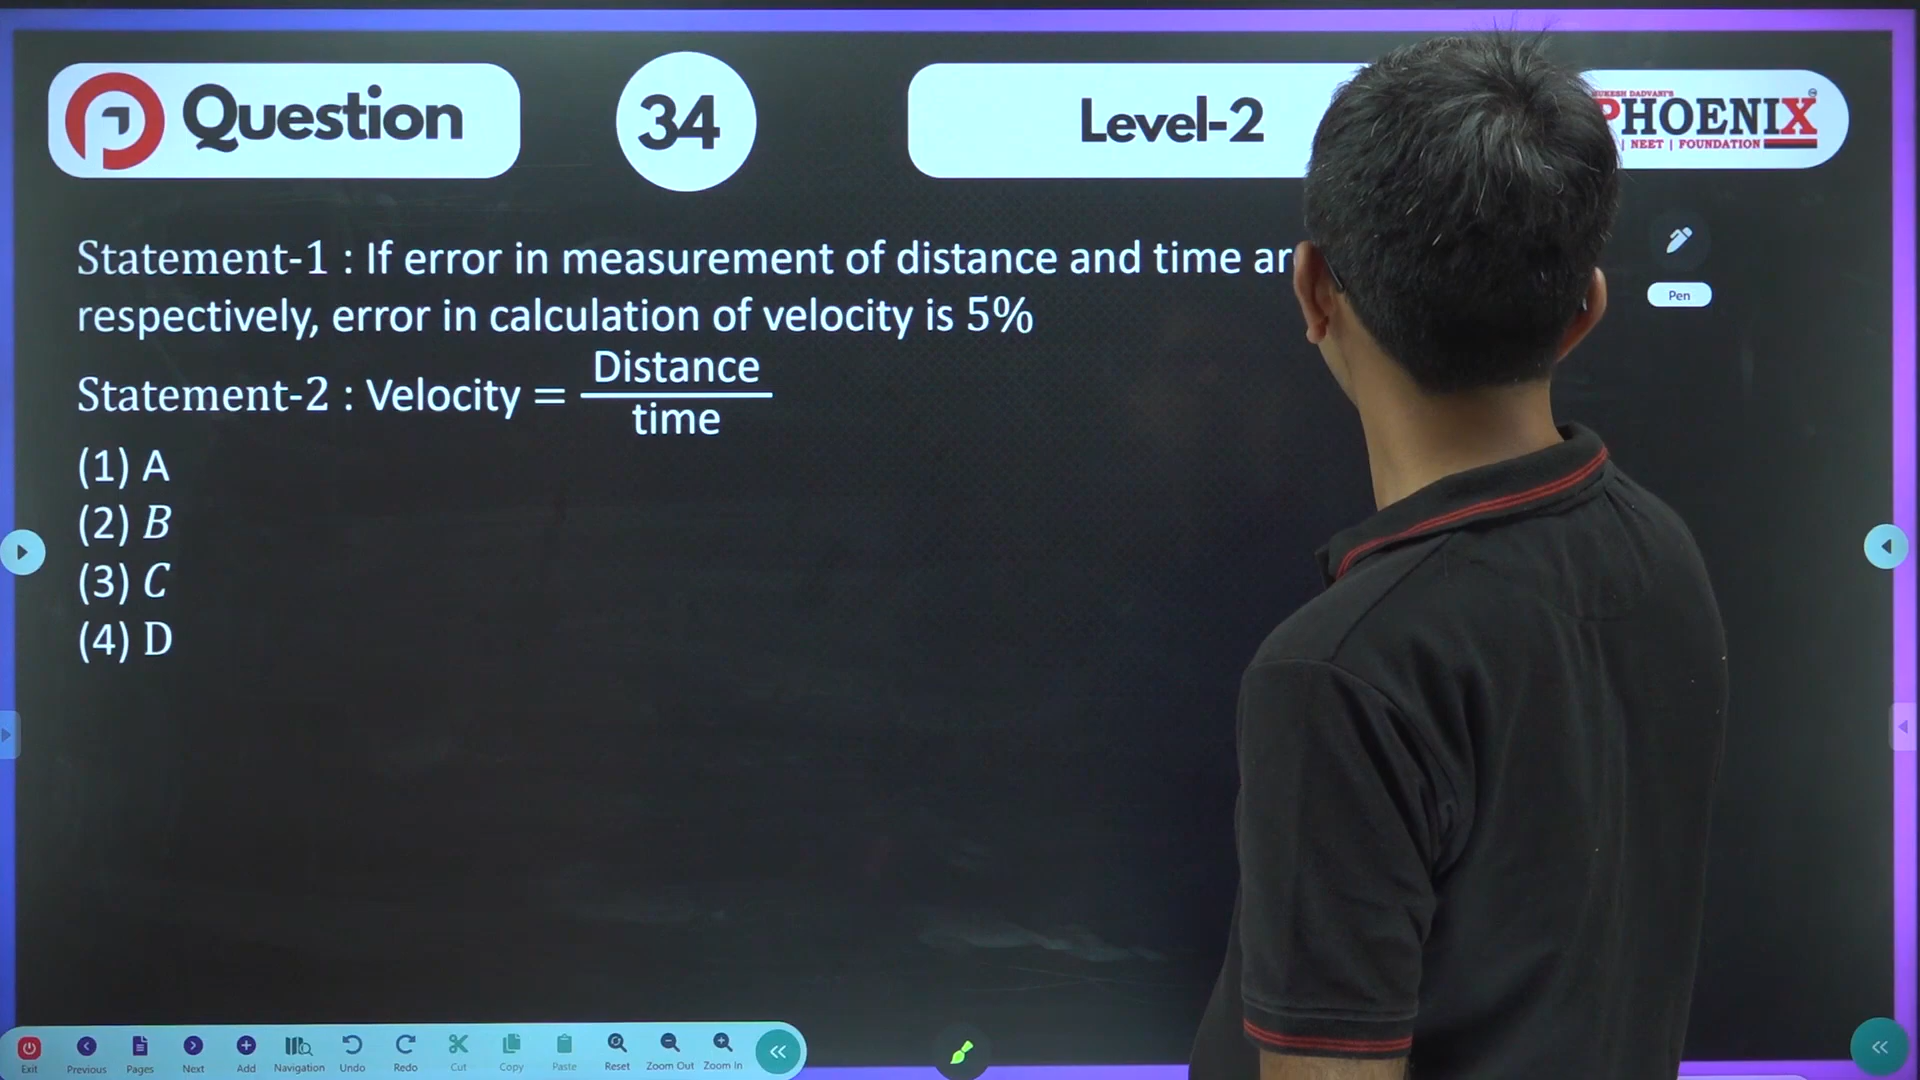 Question
34
Level-2
SUKESH DADVANI'S
PHOENIX
| NEET | FOUNDATION
Statement-1 : If error in measurement of distance and time
respectively, error in calculation of velocity is 5%
Statement-2 : Velocity = Distance
time
(1) A
(2) B
(3) C
(4) D
Pen
Exit
Previous
Pages
Next
Add
Navigation
Undo
Redo
Cut
Copy
Paste
Reset
Zoom Out
Zoom In